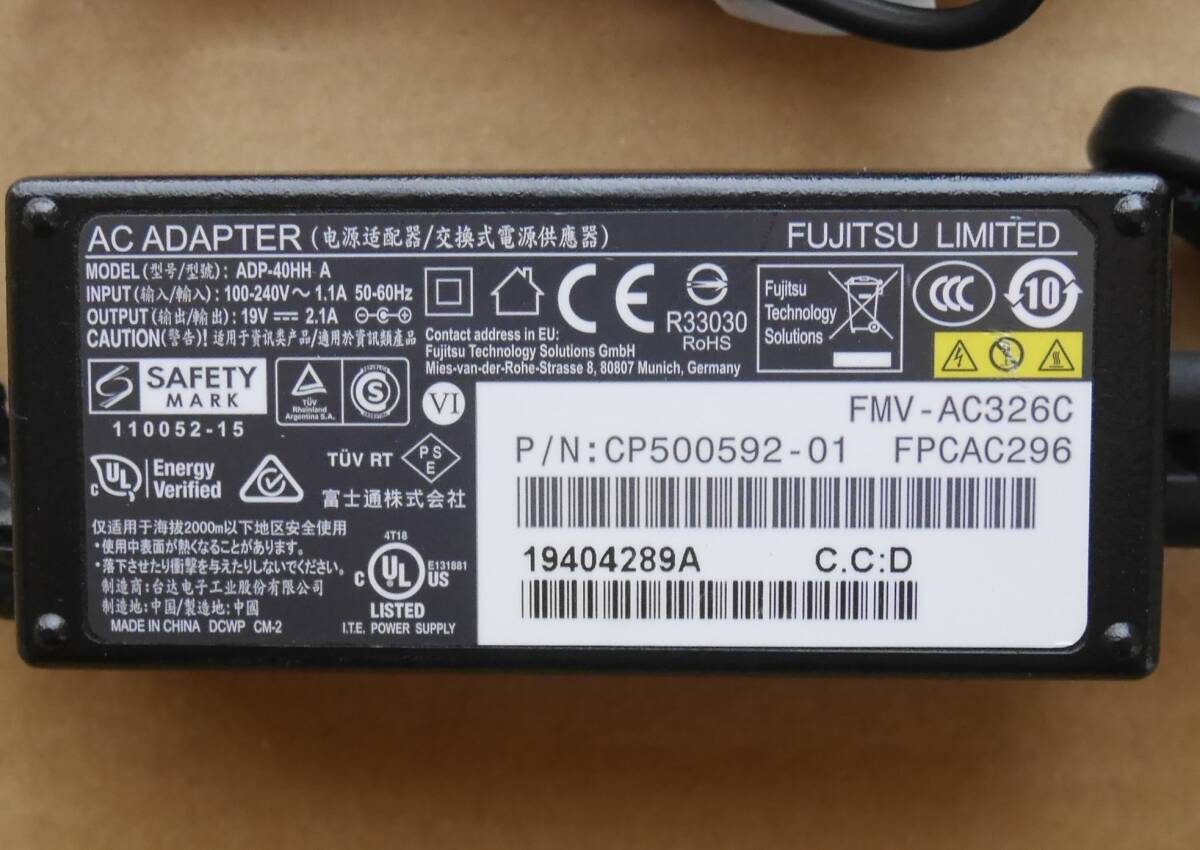 AC ADAPTER (电源适配器/交換式電源供應器)
FUJITSU LIMITED
MODEL (型号/型號): ADP-40HH A
INPUT (输入/輸入): 100-240V～ 1.1A 50-60Hz
OUTPUT (输出/輸出): 19V ⎓ 2.1A
CAUTION(警告)! 适用于资讯类产品/適用於資訊類產品
Contact address in EU:
Fujitsu Technology Solutions GmbH
Mies-van-der-Rohe-Strasse 8, 80807 Munich, Germany
CE
R33030
RoHS
Fujitsu
Technology
Solutions
CCC
10
SAFETY
MARK
110052-15
TÜV
Rheinland
Argentina S.A.
S
VI
c UL
Energy
Verified
TÜV RT
PS
E
富士通株式会社
仅适用于海拔2000m以下地区安全使用
・使用中表面が熱くなることがあります。
・落下させたり衝撃を与えたりしないでください。
制造商: 台达电子工业股份有限公司
制造地: 中国/製造地: 中國
MADE IN CHINA DCWP CM-2
4T18
c UL US
E131881
LISTED
I.T.E. POWER SUPPLY
FMV-AC326C
P/N:CP500592-01 FPCAC296
19404289A C.C:D